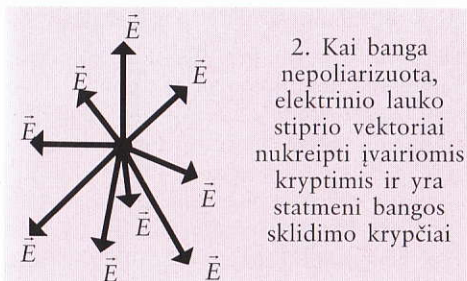 E⃗
E⃗
E⃗
E⃗
E⃗
E⃗
E⃗
E⃗
E⃗
2. Kai banga
nepoliarizuota,
elektrinio lauko
stiprio vektoriai
nukreipti įvairiomis
kryptimis ir yra
statmeni bangos
sklidimo krypčiai